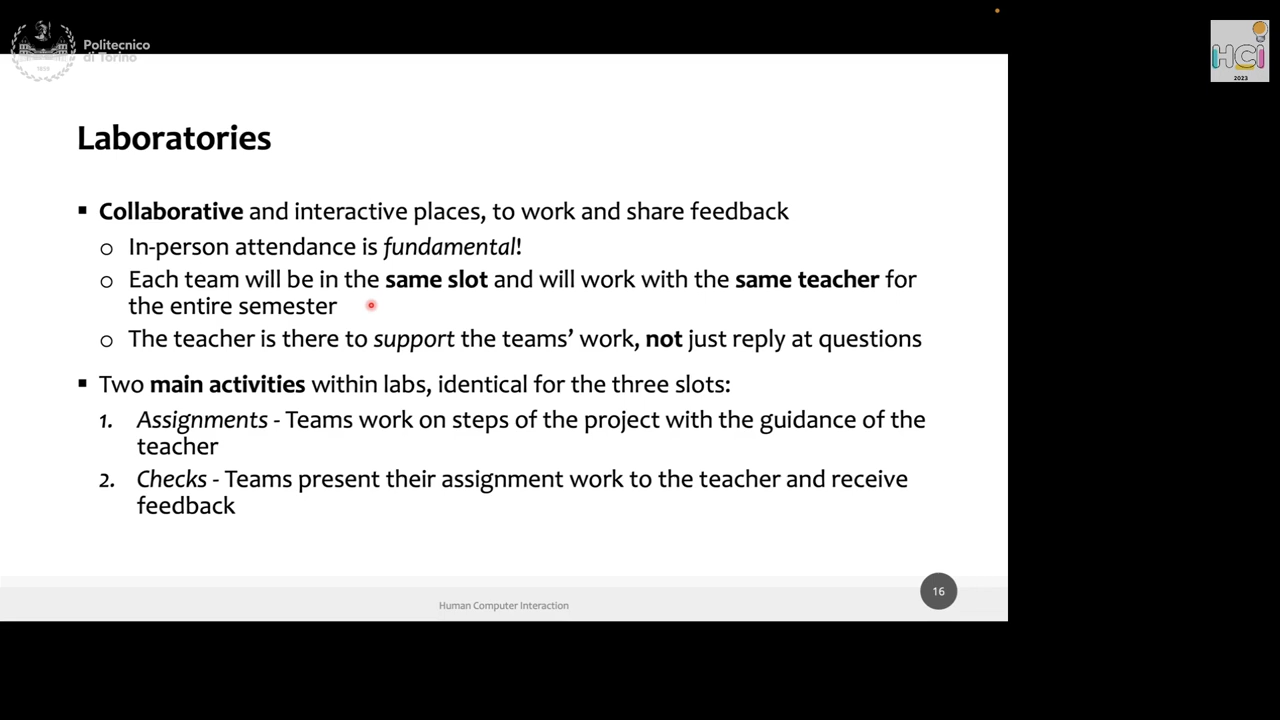 Politecnico
di Torino
1859
HCI
2023
Laboratories
▪ Collaborative and interactive places, to work and share feedback
o In-person attendance is fundamental!
o Each team will be in the same slot and will work with the same teacher for
the entire semester
o The teacher is there to support the teams’ work, not just reply at questions
▪ Two main activities within labs, identical for the three slots:
1. Assignments - Teams work on steps of the project with the guidance of the
teacher
2. Checks - Teams present their assignment work to the teacher and receive
feedback
Human Computer Interaction
16